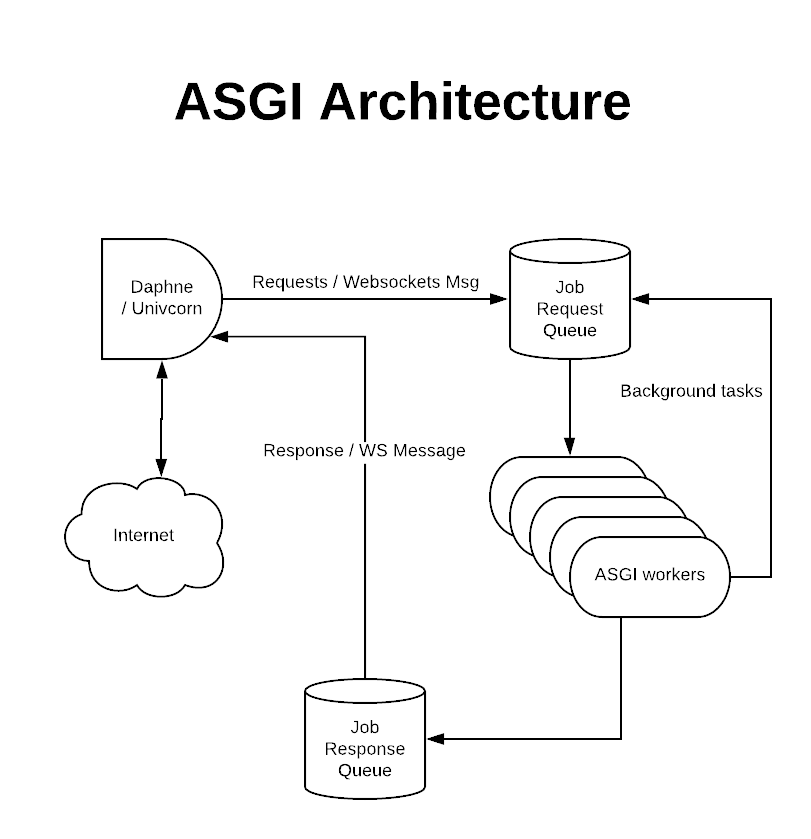 ASGI Architecture
Daphne
/ Univcorn
Requests / Websockets Msg
Job
Request
Queue
Background tasks
Response / WS Message
Internet
ASGI workers
Job
Response
Queue